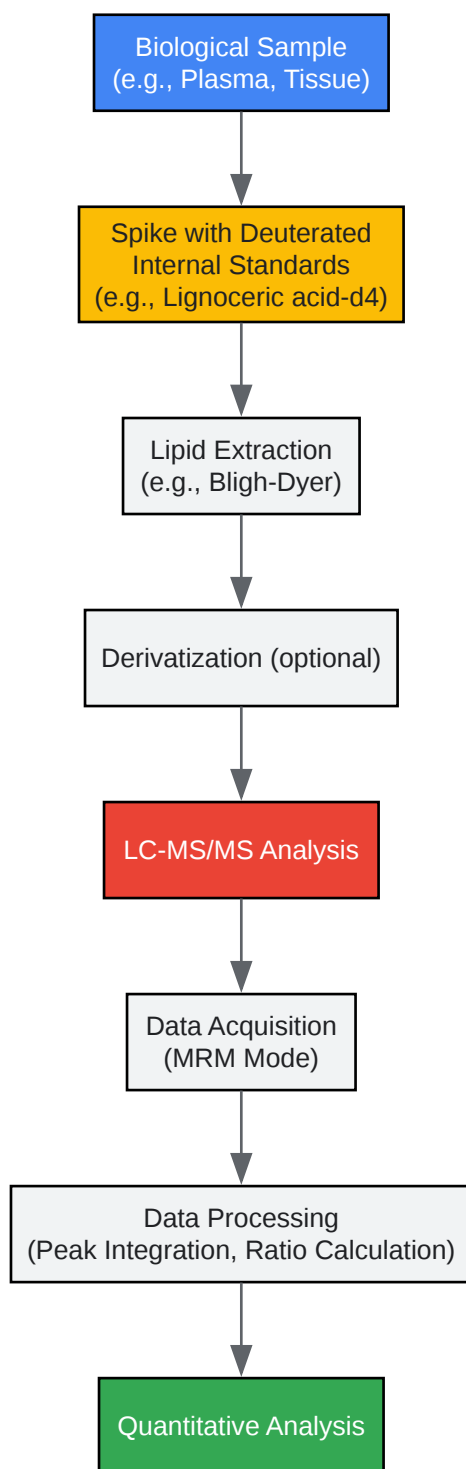 Biological Sample
(e.g., Plasma, Tissue)
Spike with Deuterated
Internal Standards
(e.g., Lignoceric acid-d4)
Lipid Extraction
(e.g., Bligh-Dyer)
Derivatization (optional)
LC-MS/MS Analysis
Data Acquisition
(MRM Mode)
Data Processing
(Peak Integration, Ratio Calculation)
Quantitative Analysis